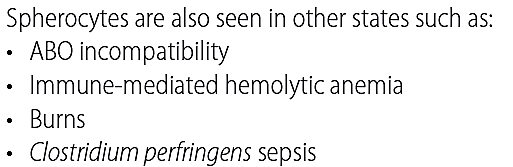 Spherocytes are also seen in other states such as:
• ABO incompatibility
• Immune-mediated hemolytic anemia
• Burns
• Clostridium perfringens sepsis